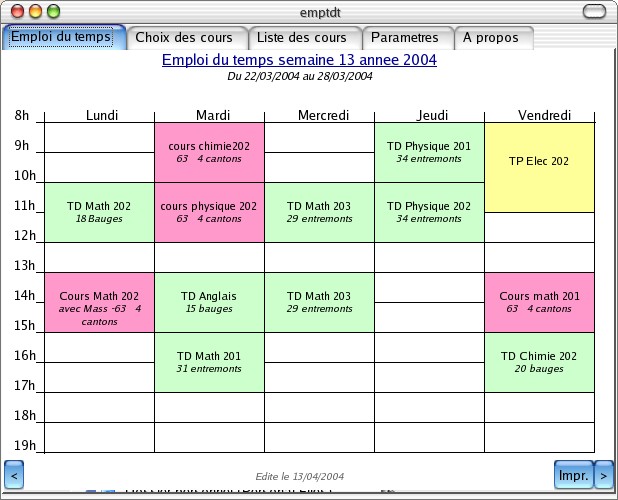 emptdt
Emploi du temps Choix des cours Liste des cours Parametres A propos
Emploi du temps semaine 13 annee 2004
Du 22/03/2004 au 28/03/2004
Lundi Mardi Mercredi Jeudi Vendredi
8h
9h
10h
11h
12h
13h
14h
15h
16h
17h
18h
19h
TD Math 202
18 Bauges
Cours Math 202
avec Mass -63 4
cantons
cours chimie202
63 4 cantons
cours physique 202
63 4 cantons
TD Anglais
15 bauges
TD Math 201
31 entremonts
TD Math 203
29 entremonts
TD Math 203
29 entremonts
TD Physique 201
34 entremonts
TD Physique 202
34 entremonts
TP Elec 202
Cours math 201
63 4 cantons
TD Chimie 202
20 bauges
< Edite le 13/04/2004 Impr. >